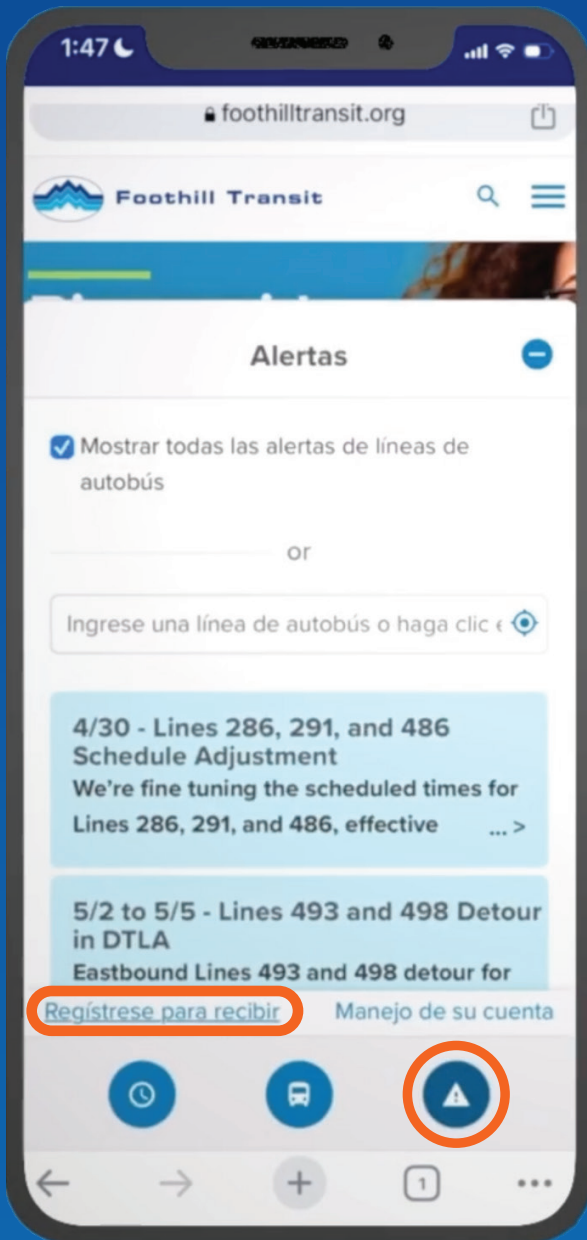 1:47
foothilltransit.org
Foothill Transit
Alertas
Mostrar todas las alertas de líneas de
autobús
or
Ingrese una línea de autobús o haga clic e
4/30 - Lines 286, 291, and 486
Schedule Adjustment
We're fine tuning the scheduled times for
Lines 286, 291, and 486, effective ... >
5/2 to 5/5 - Lines 493 and 498 Detour
in DTLA
Eastbound Lines 493 and 498 detour for
Regístrese para recibir Manejo de su cuenta
1